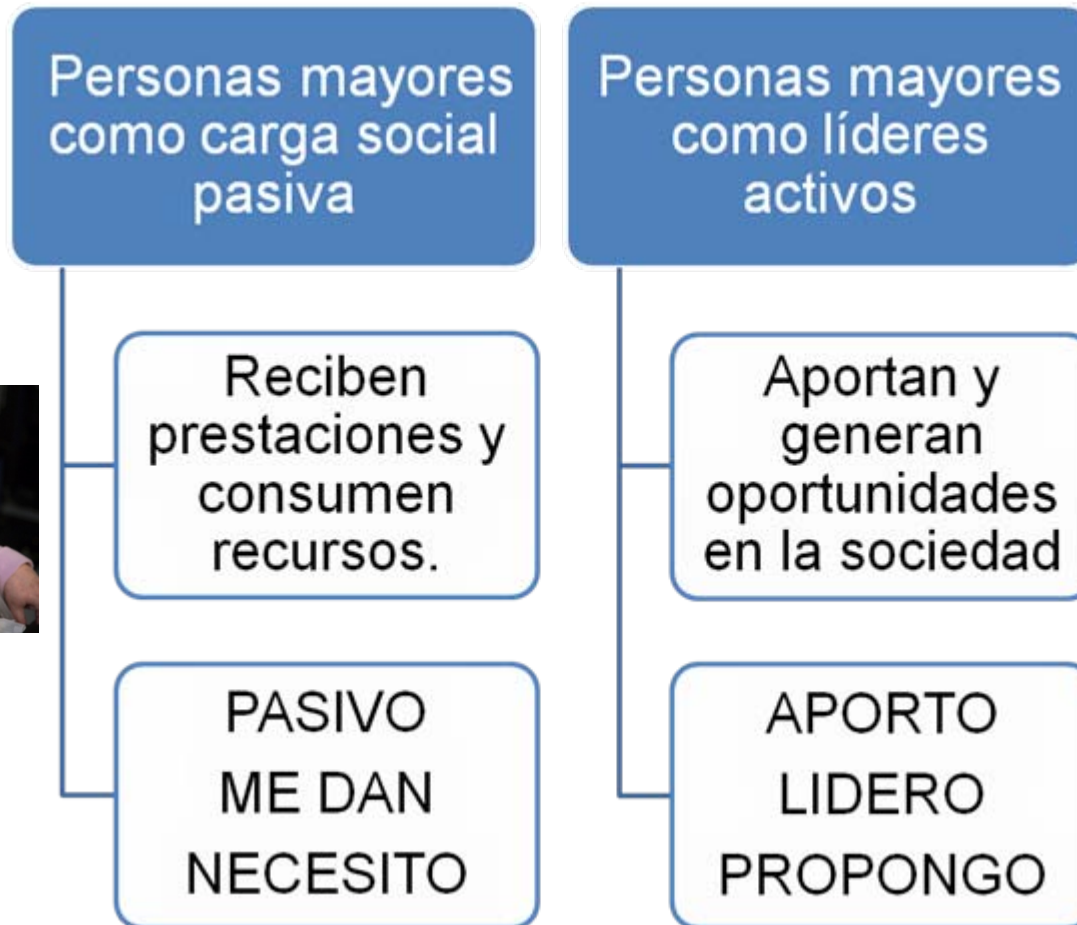 Personas mayores
como carga social
pasiva
Reciben
prestaciones y
consumen
recursos.
PASIVO
ME DAN
NECESITO
Personas mayores
como líderes
activos
Aportan y
generan
oportunidades
en la sociedad
APORTO
LIDERO
PROPONGO